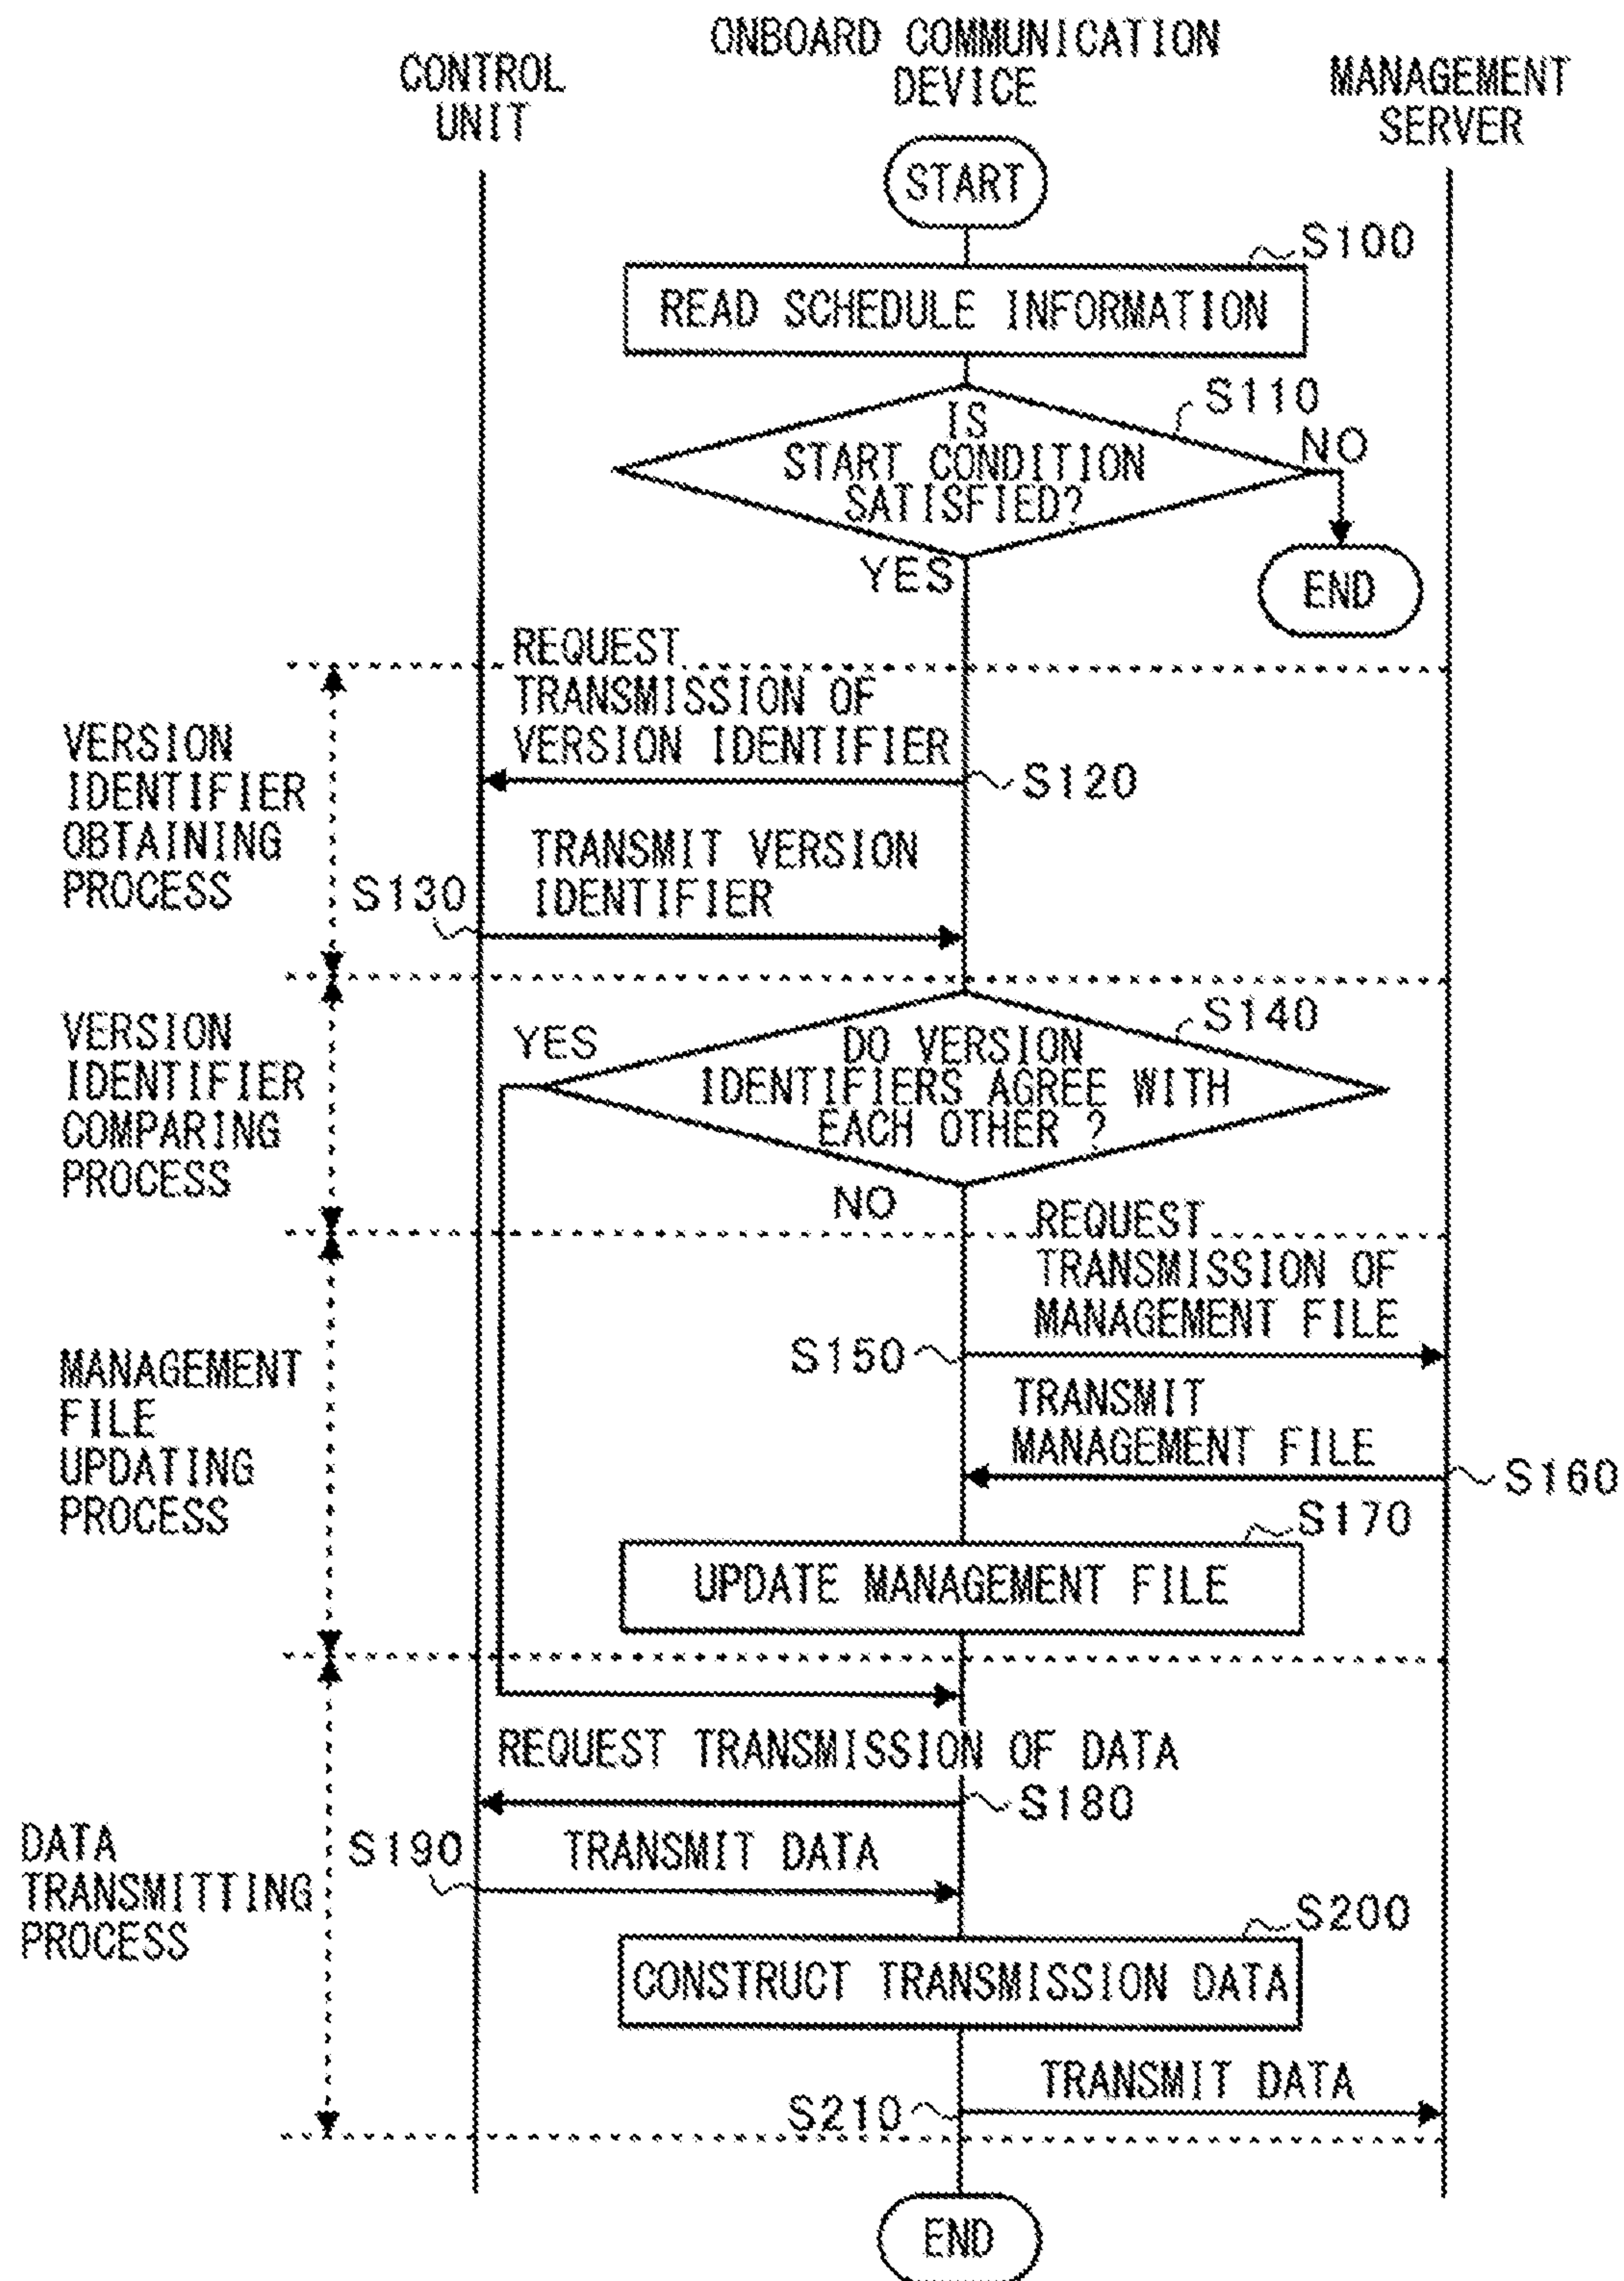 CONTROL
UNIT
ONBOARD COMMUNICATION
DEVICE
MANAGEMENT
SERVER
START
S100
READ SCHEDULE INFORMATION
S110
IS
START CONDITION
SATISFIED?
NO
YES
END
REQUEST
TRANSMISSION OF
VERSION IDENTIFIER
S120
VERSION
IDENTIFIER
OBTAINING
PROCESS
TRANSMIT VERSION
IDENTIFIER
S130
VERSION
IDENTIFIER
COMPARING
PROCESS
YES
S140
DO VERSION
IDENTIFIERS AGREE WITH
EACH OTHER ?
NO
REQUEST
TRANSMISSION OF
MANAGEMENT FILE
S150
MANAGEMENT
FILE
UPDATING
PROCESS
TRANSMIT
MANAGEMENT FILE
S160
S170
UPDATE MANAGEMENT FILE
REQUEST TRANSMISSION OF DATA
S180
DATA
TRANSMITTING
PROCESS
S190
TRANSMIT DATA
S200
CONSTRUCT TRANSMISSION DATA
TRANSMIT DATA
S210
END